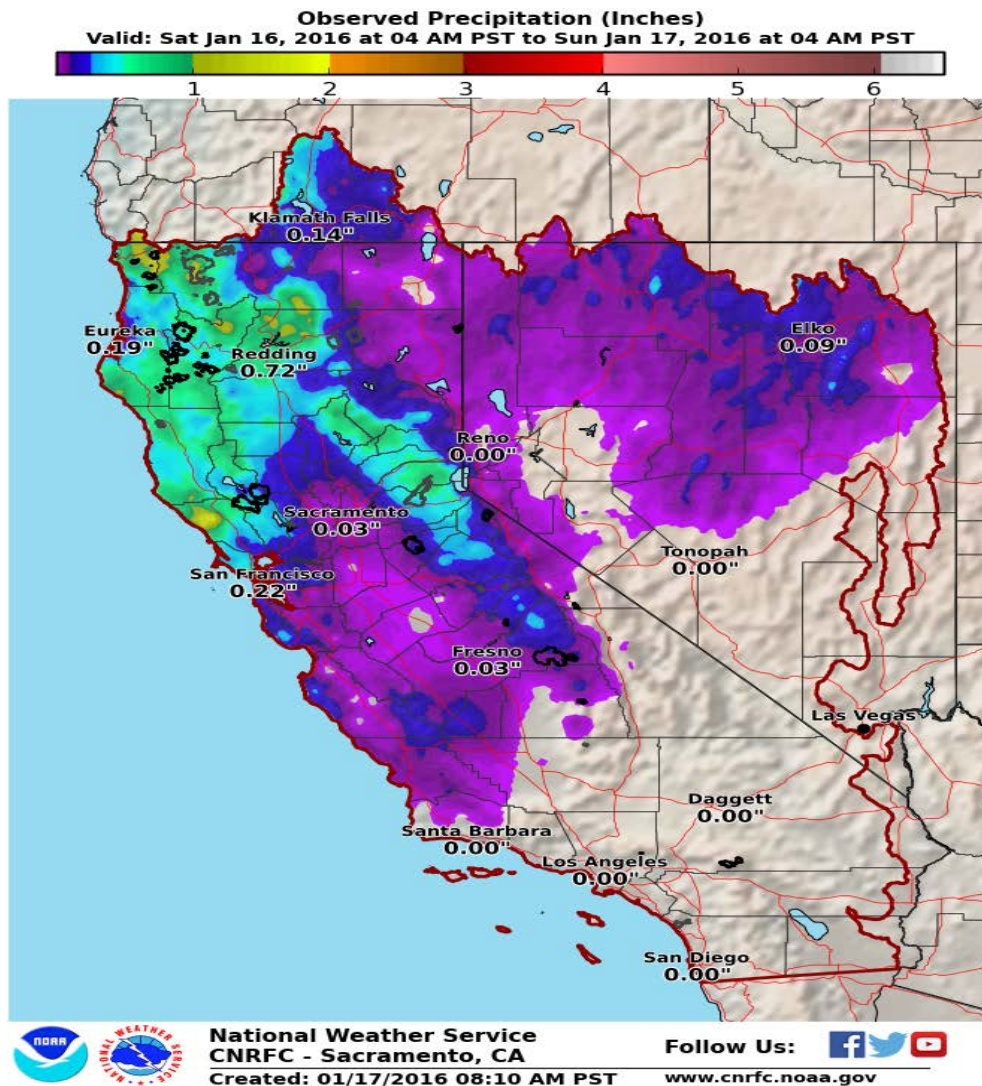 Observed Precipitation (Inches)
Valid: Sat Jan 16, 2016 at 04 AM PST to Sun Jan 17, 2016 at 04 AM PST
1 2 3 4 5 6
Klamath Falls
0.14"
Eureka
0.19"
Redding
0.72"
Elko
0.09"
Reno
0.00"
Sacramento
0.03"
Tonopah
0.00"
San Francisco
0.22"
Fresno
0.03"
Las Vegas
Daggett
0.00"
Santa Barbara
0.00"
Los Angeles
0.00"
San Diego
0.00"
NOAA
NATIONAL WEATHER SERVICE
National Weather Service
CNRFC - Sacramento, CA
Created: 01/17/2016 08:10 AM PST
Follow Us:
www.cnrfc.noaa.gov